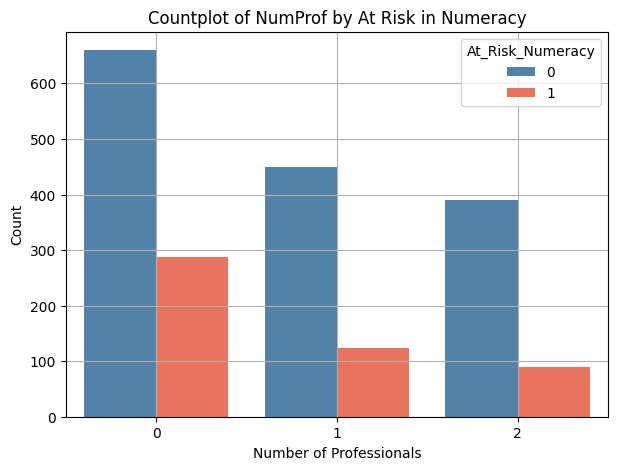 Countplot of NumProf by At Risk in Numeracy
At_Risk_Numeracy
0
1
600
500
400
300
200
100
0
Count
0 1 2
Number of Professionals